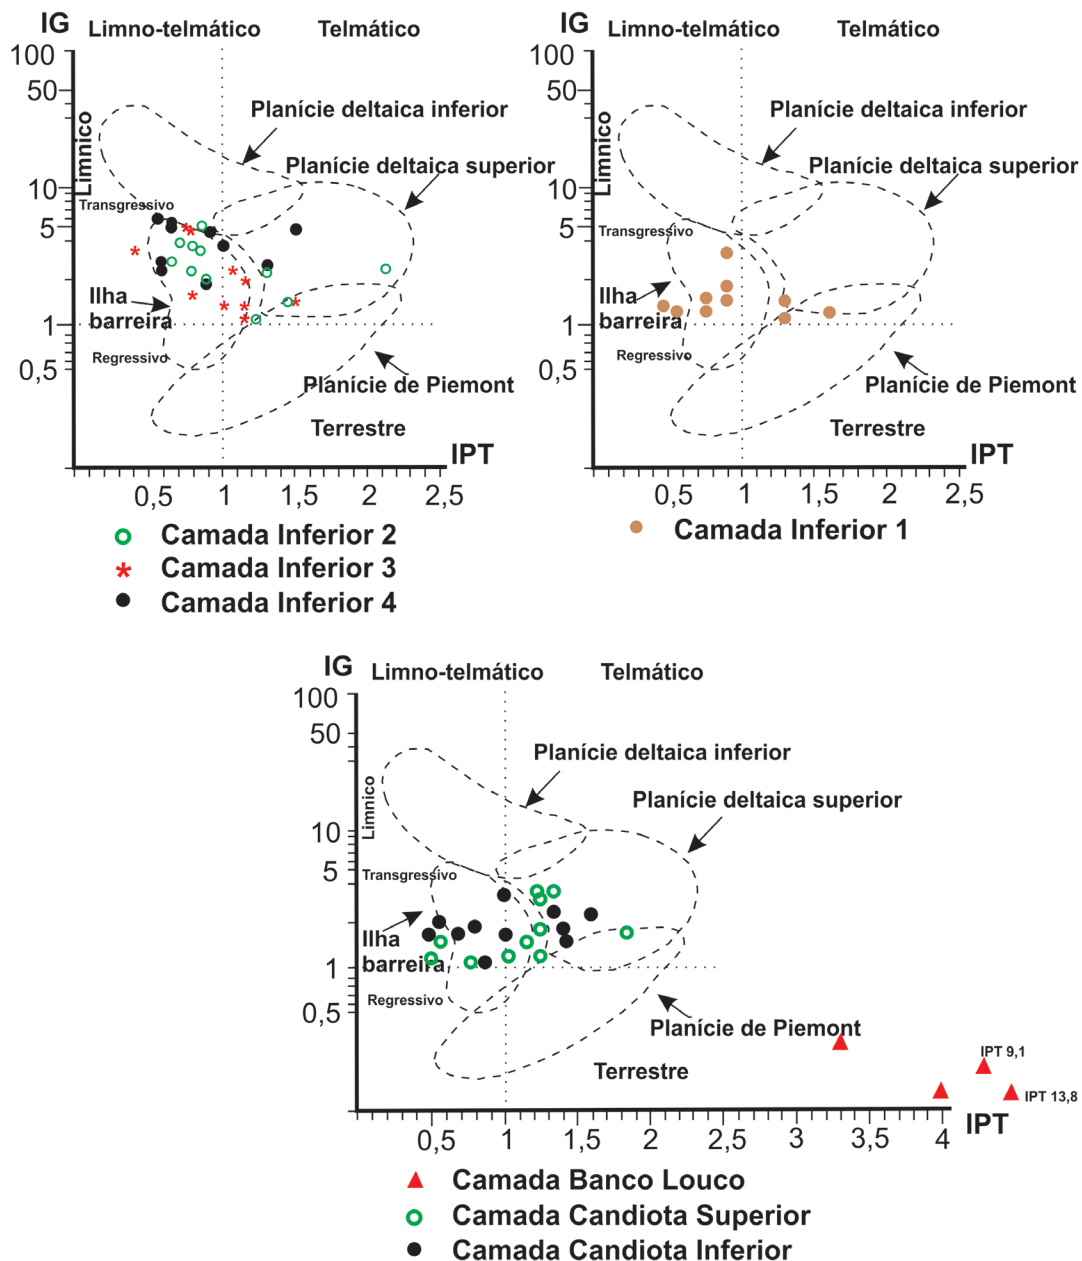 IG
Limno-telmático
Telmático
100
50
10
5
1
0,5
Limnico
Planície deltaica inferior
Planície deltaica superior
Transgressivo
Ilha
barreira
Regressivo
Planície de Piemont
Terrestre
IPT
0,5
1
1,5
2
2,5
Camada Inferior 2
Camada Inferior 3
Camada Inferior 4
IG
Limno-telmático
Telmático
100
50
10
5
1
0,5
Limnico
Planície deltaica inferior
Planície deltaica superior
Transgressivo
Ilha
barreira
Regressivo
Planície de Piemont
Terrestre
IPT
0,5
1
1,5
2
2,5
Camada Inferior 1
IG
Limno-telmático
Telmático
100
50
10
5
1
0,5
Limnico
Planície deltaica inferior
Planície deltaica superior
Transgressivo
Ilha
barreira
Regressivo
Planície de Piemont
Terrestre
IPT 9,1
IPT 13,8
IPT
0,5
1
1,5
2
2,5
3
3,5
4
Camada Banco Louco
Camada Candiota Superior
Camada Candiota Inferior